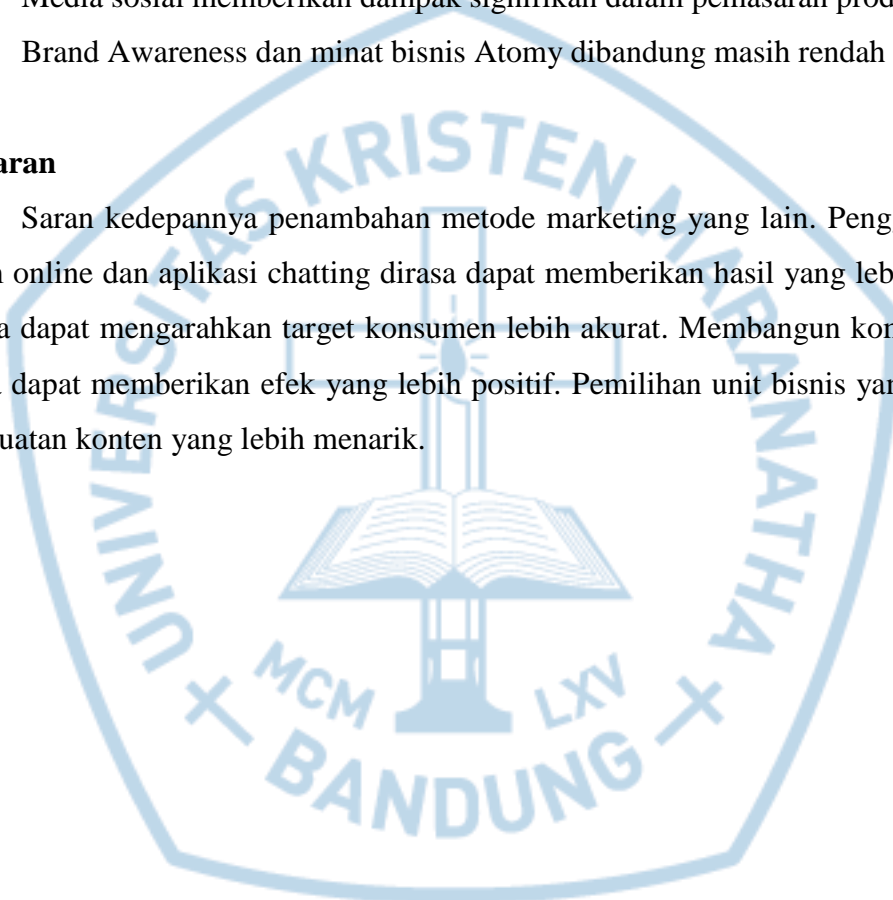 Media sosial memberikan dampak signifikan dalam pemasaran prod
Brand Awareness dan minat bisnis Atomy dibandung masih rendah
aran
Saran kedepannya penambahan metode marketing yang lain. Peng
online dan aplikasi chatting dirasa dapat memberikan hasil yang leb
a dapat mengarahkan target konsumen lebih akurat. Membangun kon
dapat memberikan efek yang lebih positif. Pemilihan unit bisnis yan
uatan konten yang lebih menarik.
UNIVERSITAS KRISTEN MARANATHA
MCM LXV
BANDUNG